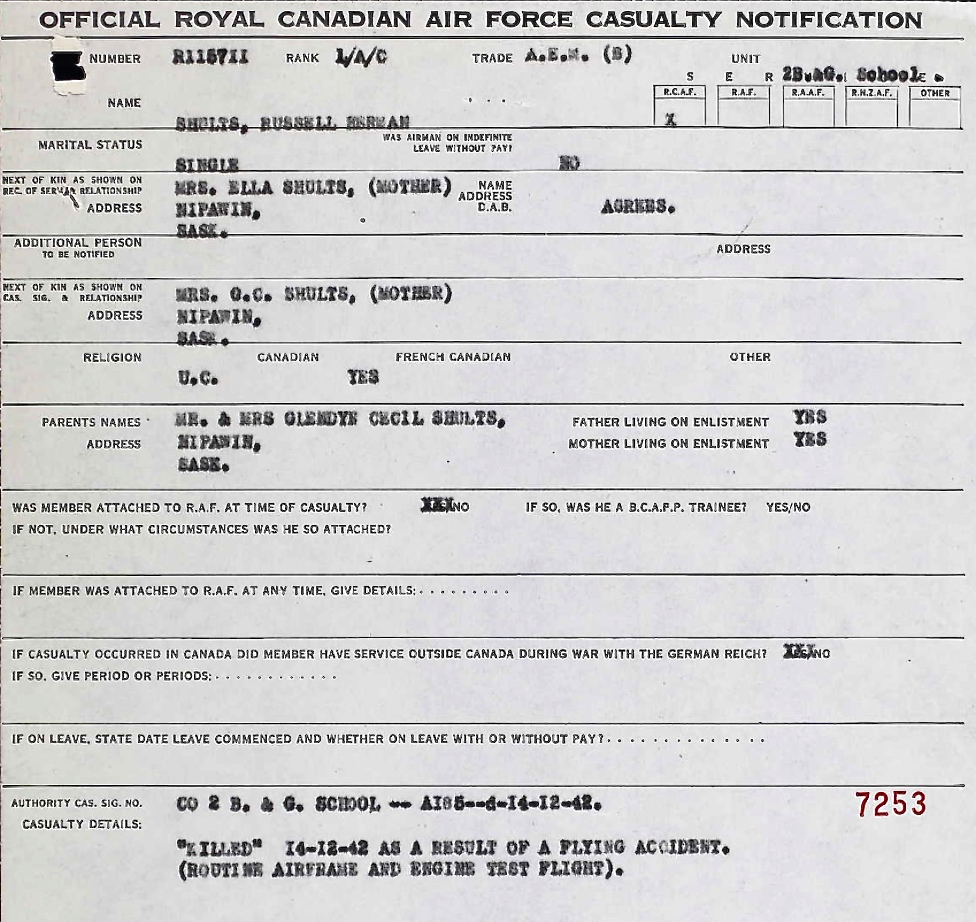 OFFICIAL ROYAL CANADIAN AIR FORCE CASUALTY NOTIFICATION
NUMBER R115711 RANK L/A/C TRADE A.E.M. (B) UNIT
S E R 2B.&G. School.
R.C.A.F. R.A.F. R.A.A.F. R.N.Z.A.F. OTHER
NAME
SHULTS, RUSSELL HERMAN X
MARITAL STATUS WAS AIRMAN ON INDEFINITE
LEAVE WITHOUT PAY?
SINGLE NO
NEXT OF KIN AS SHOWN ON MRS. ELLA SHULTS, (MOTHER) NAME
REC. OF SERV. & RELATIONSHIP ADDRESS
ADDRESS NIPAWIN, D.A.B. AGREES.
SASK.
ADDITIONAL PERSON ADDRESS
TO BE NOTIFIED
NEXT OF KIN AS SHOWN ON
CAS. SIG. & RELATIONSHIP MRS. G.C. SHULTS, (MOTHER)
ADDRESS NIPAWIN,
SASK.
RELIGION CANADIAN FRENCH CANADIAN OTHER
U.C. YES
PARENTS NAMES MR. & MRS GLENDYE CECIL SHULTS, FATHER LIVING ON ENLISTMENT YES
ADDRESS NIPAWIN, MOTHER LIVING ON ENLISTMENT YES
SASK.
WAS MEMBER ATTACHED TO R.A.F. AT TIME OF CASUALTY? NO IF SO, WAS HE A B.C.A.F.P. TRAINEE? YES/NO
IF NOT, UNDER WHAT CIRCUMSTANCES WAS HE SO ATTACHED?
IF MEMBER WAS ATTACHED TO R.A.F. AT ANY TIME, GIVE DETAILS: . . . . . . . . .
IF CASUALTY OCCURRED IN CANADA DID MEMBER HAVE SERVICE OUTSIDE CANADA DURING WAR WITH THE GERMAN REICH? NO
IF SO, GIVE PERIOD OR PERIODS: . . . . . . . . . . . .
IF ON LEAVE, STATE DATE LEAVE COMMENCED AND WHETHER ON LEAVE WITH OR WITHOUT PAY? . . . . . . . . . . . . . .
AUTHORITY CAS. SIG. NO. CO 2 B. & G. SCHOOL -- A185--d-14-12-42. 7253
CASUALTY DETAILS:
"KILLED" 14-12-42 AS A RESULT OF A FLYING ACCIDENT.
(ROUTINE AIRFRAME AND ENGINE TEST FLIGHT).